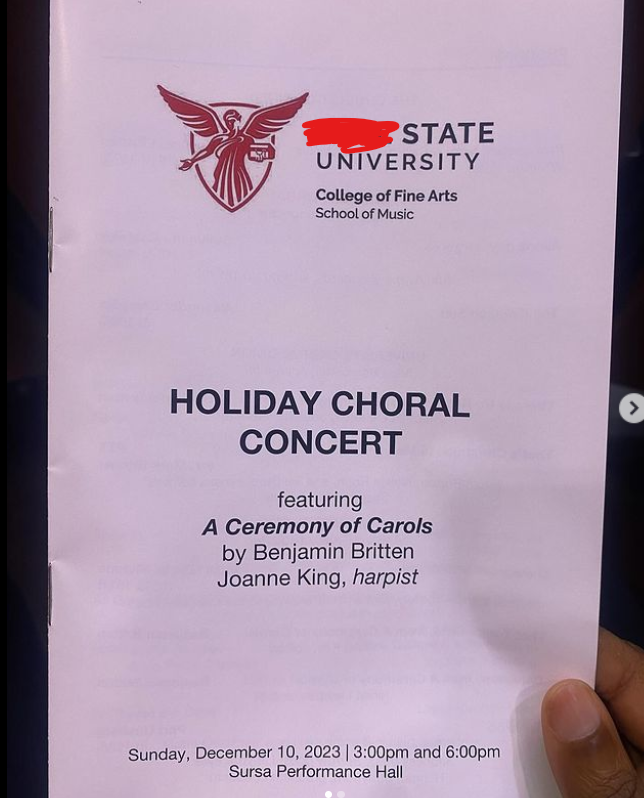 STATE
UNIVERSITY
College of Fine Arts
School of Music
HOLIDAY CHORAL
CONCERT
featuring
A Ceremony of Carols
by Benjamin Britten
Joanne King, harpist
Sunday, December 10, 2023 | 3:00pm and 6:00pm
Sursa Performance Hall